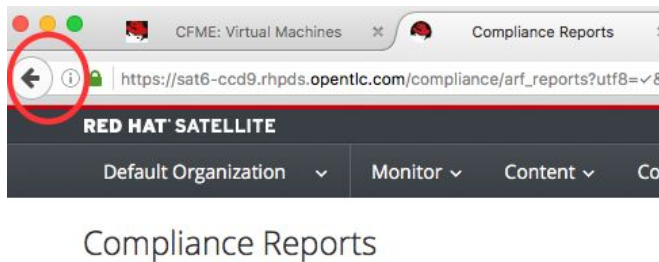 CFME: Virtual Machines
Compliance Reports
https://sat6-ccd9.rhpds.opentlc.com/compliance/arf_reports?utf8=✓&
RED HAT SATELLITE
Default Organization Monitor Content Co
Compliance Reports